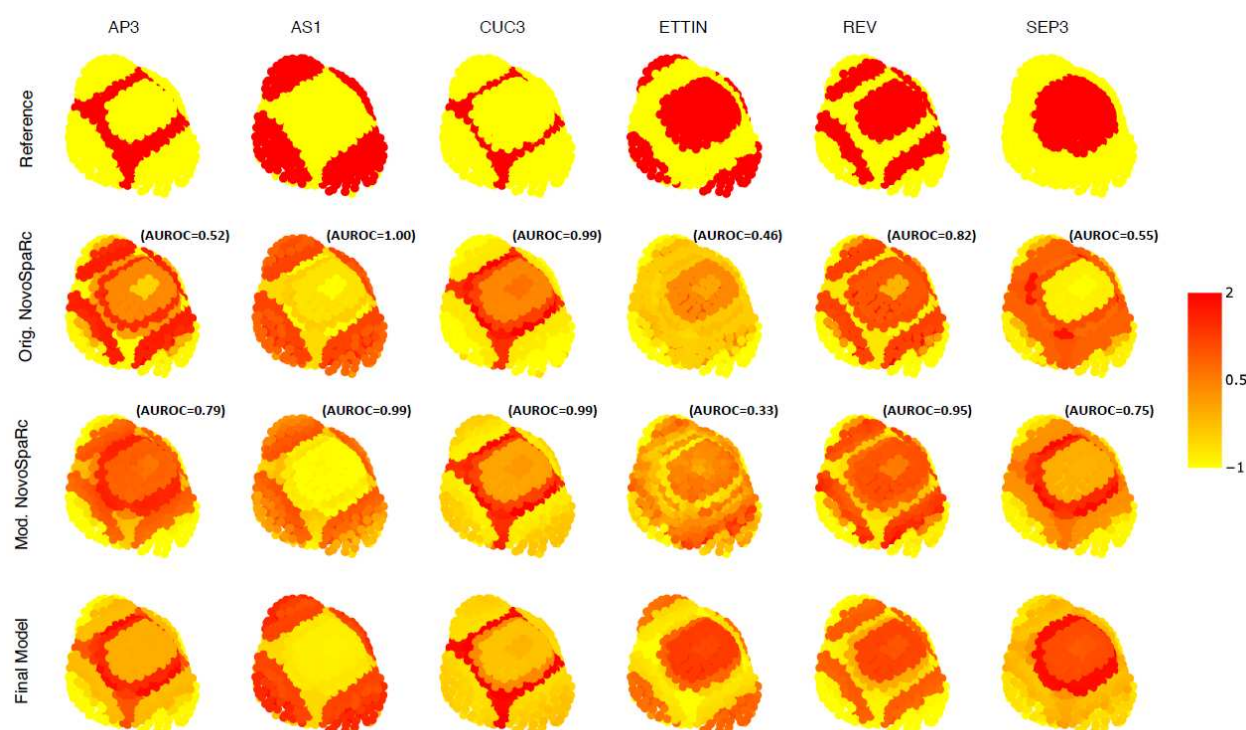 AP3 AS1 CUC3 ETTIN REV SEP3
Reference
(AUROC=0.52) (AUROC=1.00) (AUROC=0.99) (AUROC=0.46) (AUROC=0.82) (AUROC=0.55)
Orig. NovoSpaRc
2
0.5
-1
(AUROC=0.79) (AUROC=0.99) (AUROC=0.99) (AUROC=0.33) (AUROC=0.95) (AUROC=0.75)
Mod. NovoSpaRc
Final Model